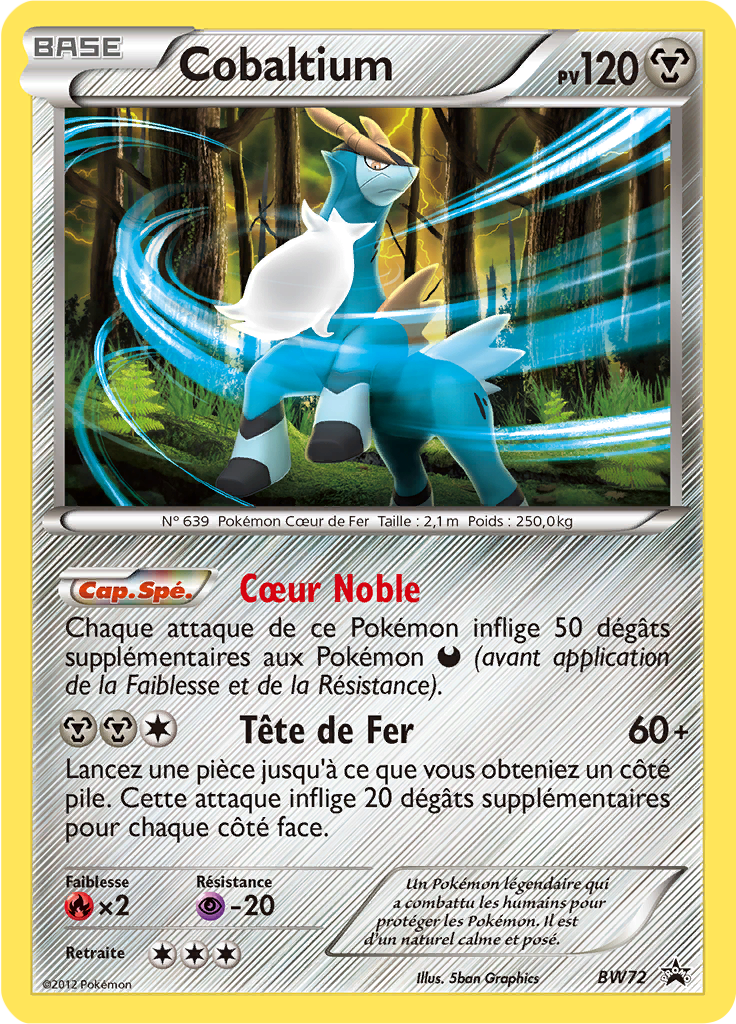 BASE
Cobaltium
PV120
N° 639 Pokémon Cœur de Fer Taille : 2,1 m Poids : 250,0kg
Cap.Spé. Cœur Noble
Chaque attaque de ce Pokémon inflige 50 dégâts
supplémentaires aux Pokémon (avant application
de la Faiblesse et de la Résistance).
Tête de Fer 60+
Lancez une pièce jusqu'à ce que vous obteniez un côté
pile. Cette attaque inflige 20 dégâts supplémentaires
pour chaque côté face.
Faiblesse Résistance
×2 -20
Retraite
Un Pokémon légendaire qui
a combattu les humains pour
protéger les Pokémon. Il est
d'un naturel calme et posé.
©2012 Pokémon
Illus. 5ban Graphics
BW72
PROMO